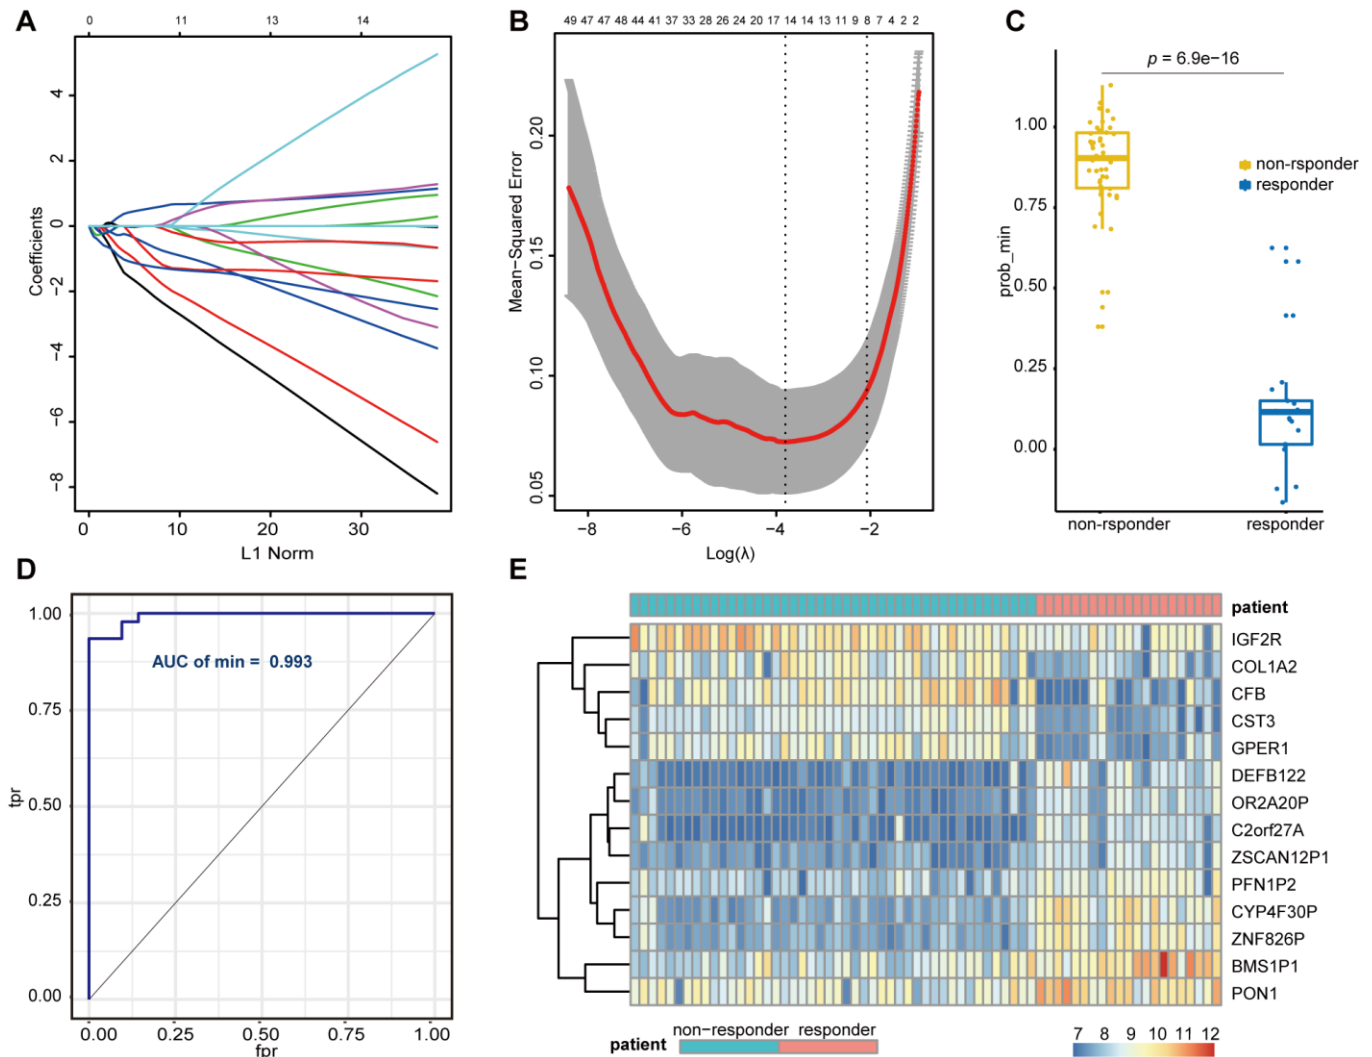 A
0 11 13 14
4
2
0
−2
−4
−6
−8
Coefficients
0 10 20 30
L1 Norm
B
49 47 47 48 44 41 37 33 28 26 24 20 17 14 14 13 11 9 8 7 4 2 2
0.20
0.15
0.10
0.05
Mean−Squared Error
−8 −6 −4 −2
Log(λ)
C
p = 6.9e−16
1.00
0.75
0.50
0.25
0.00
prob_min
non-rsponder
responder
non-rsponder responder
D
1.00
0.75
0.50
0.25
0.00
tpr
AUC of min = 0.993
0.00 0.25 0.50 0.75 1.00
fpr
E
patient
IGF2R
COL1A2
CFB
CST3
GPER1
DEFB122
OR2A20P
C2orf27A
ZSCAN12P1
PFN1P2
CYP4F30P
ZNF826P
BMS1P1
PON1
non-responder responder
patient
7 8 9 10 11 12